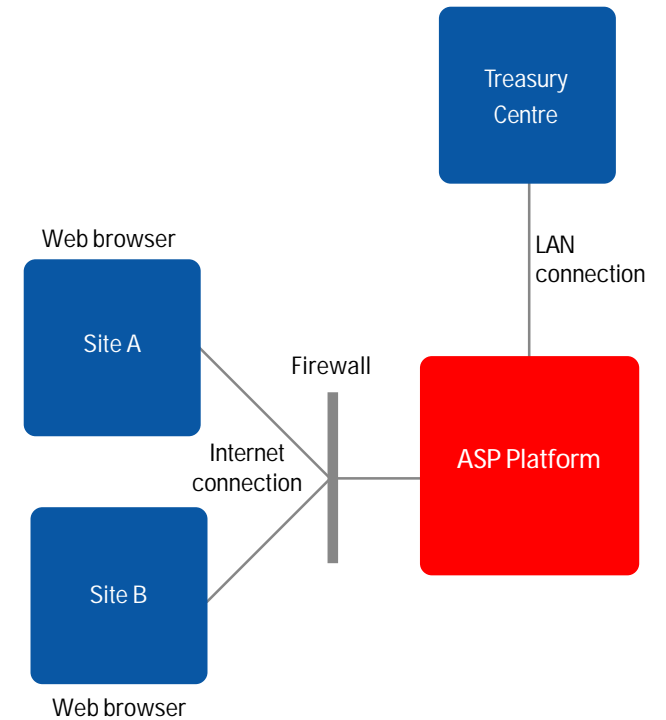 Treasury
Centre
LAN
connection
Web browser
Site A
Firewall
Internet
connection
ASP Platform
Site B
Web browser